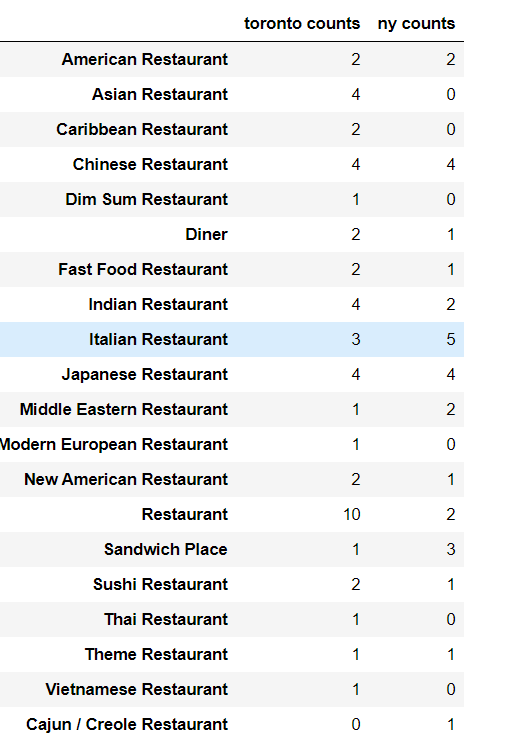 toronto counts ny counts
American Restaurant 2 2
Asian Restaurant 4 0
Caribbean Restaurant 2 0
Chinese Restaurant 4 4
Dim Sum Restaurant 1 0
Diner 2 1
Fast Food Restaurant 2 1
Indian Restaurant 4 2
Italian Restaurant 3 5
Japanese Restaurant 4 4
Middle Eastern Restaurant 1 2
Modern European Restaurant 1 0
New American Restaurant 2 1
Restaurant 10 2
Sandwich Place 1 3
Sushi Restaurant 2 1
Thai Restaurant 1 0
Theme Restaurant 1 1
Vietnamese Restaurant 1 0
Cajun / Creole Restaurant 0 1